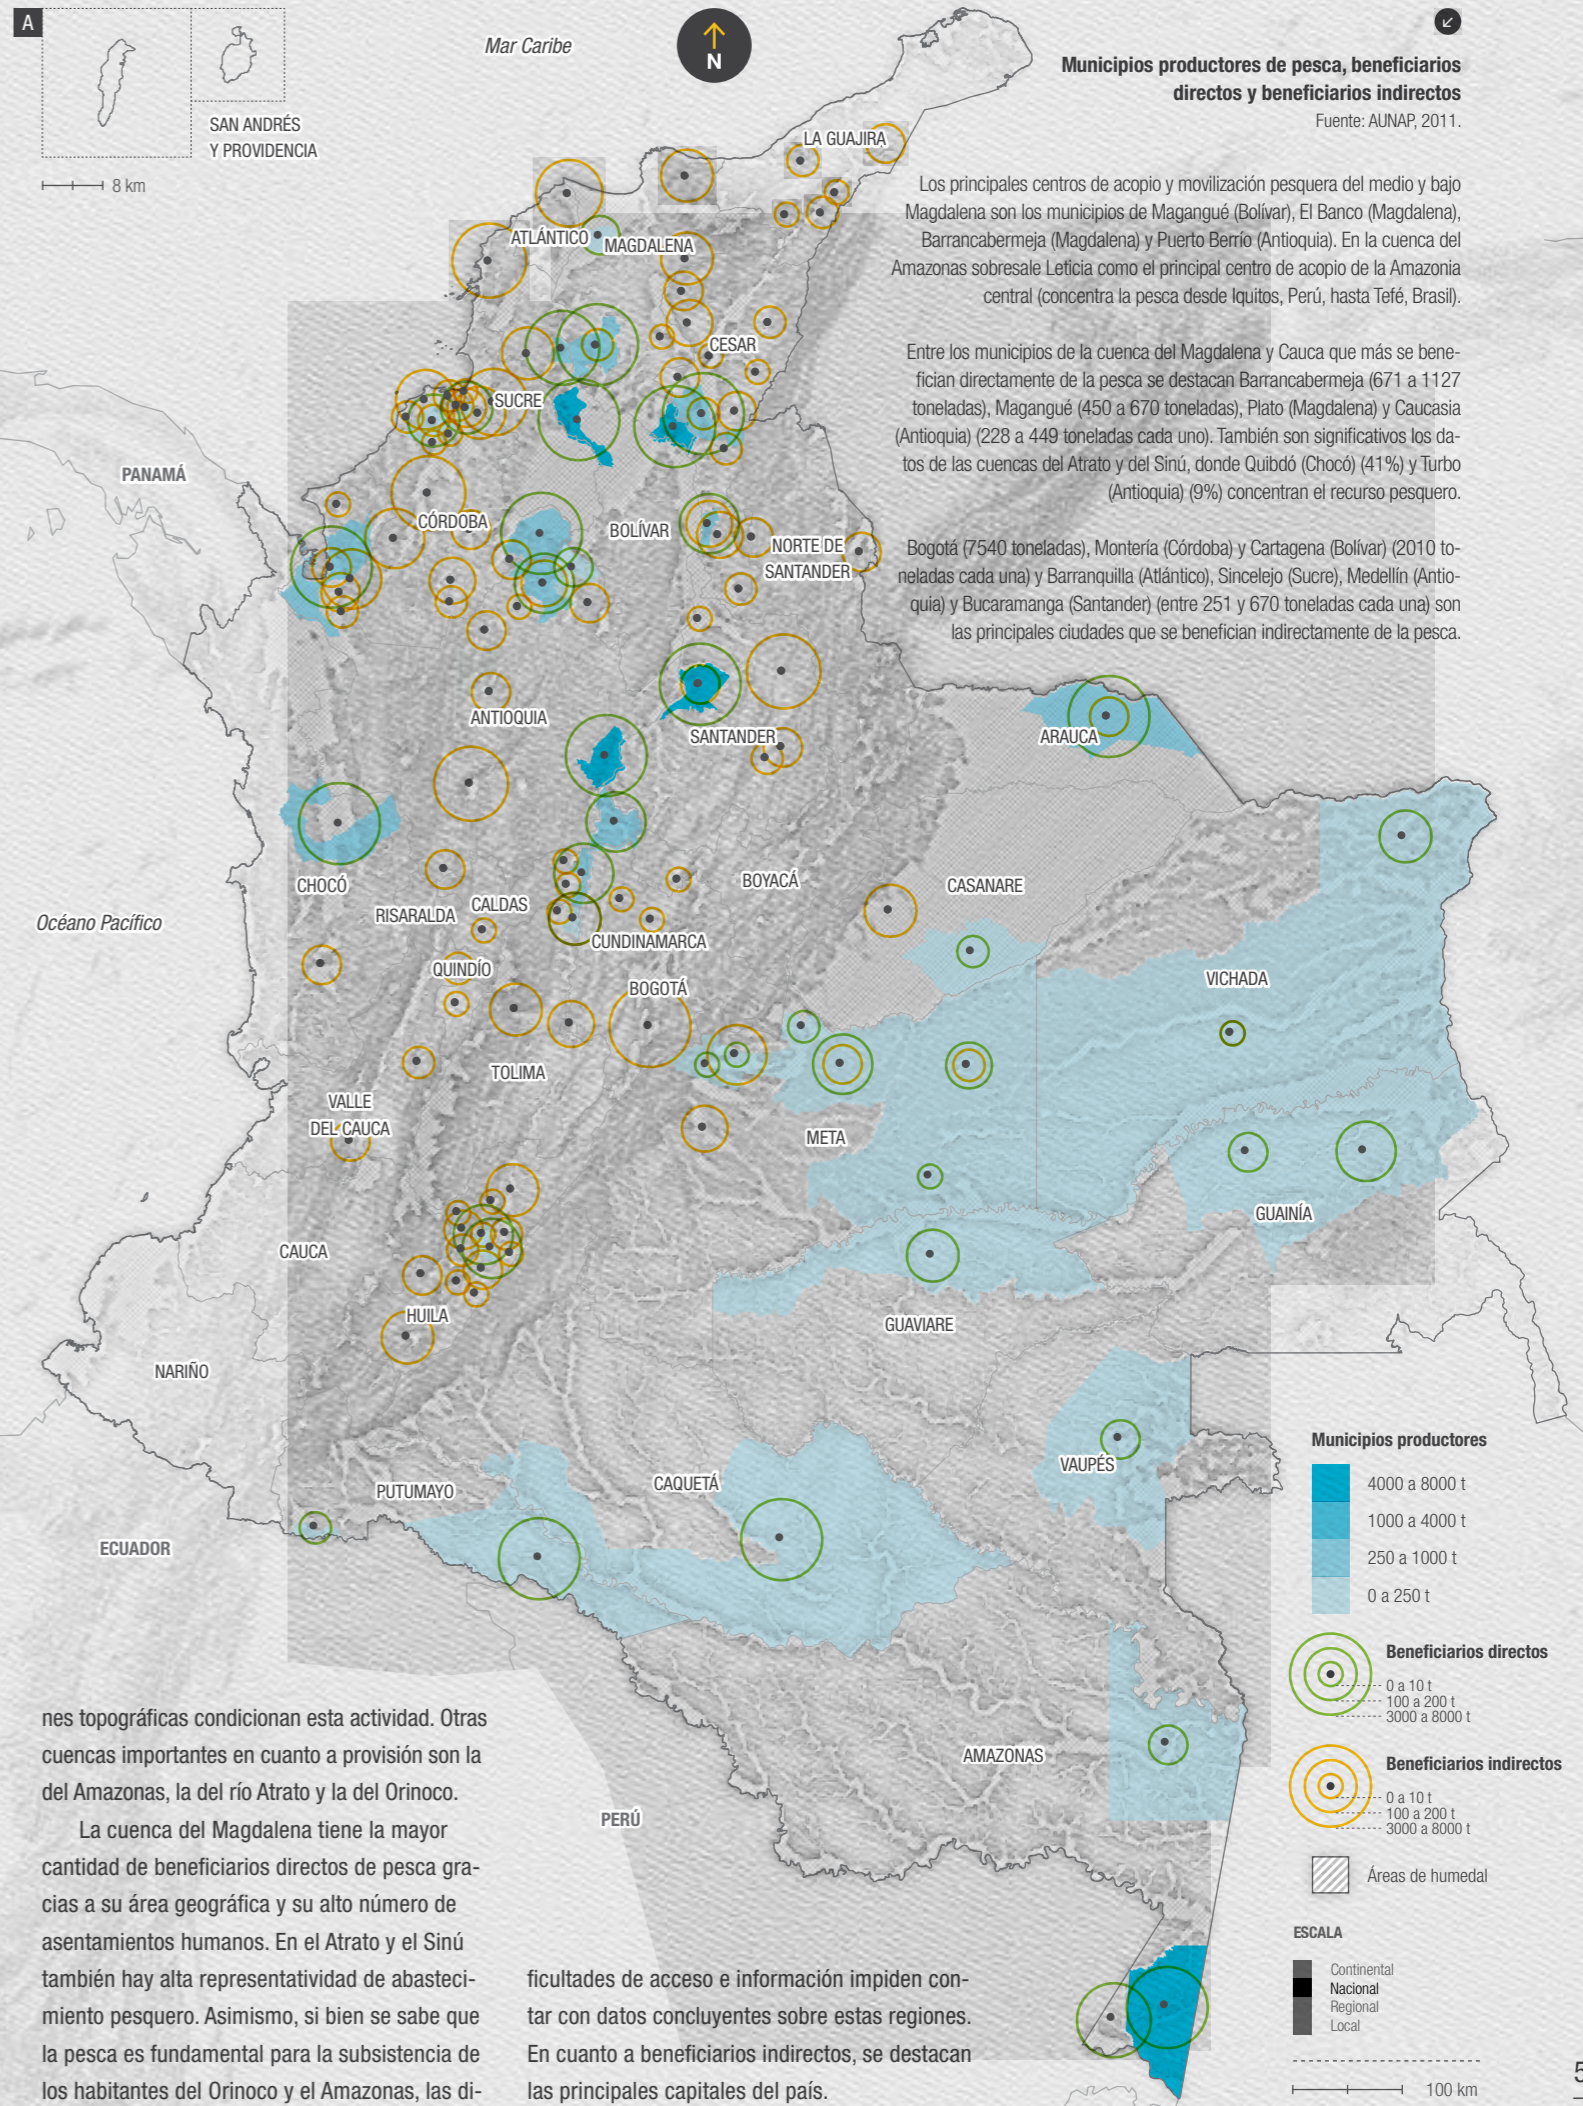 A
Mar Caribe
N
SAN ANDRÉS
Y PROVIDENCIA
8 km
Municipios productores de pesca, beneficiarios
directos y beneficiarios indirectos
Fuente: AUNAP, 2011.
Los principales centros de acopio y movilización pesquera del medio y bajo
Magdalena son los municipios de Magangué (Bolívar), El Banco (Magdalena),
Barrancabermeja (Magdalena) y Puerto Berrío (Antioquia). En la cuenca del
Amazonas sobresale Leticia como el principal centro de acopio de la Amazonia
central (concentra la pesca desde Iquitos, Perú, hasta Tefé, Brasil).
Entre los municipios de la cuenca del Magdalena y Cauca que más se bene-
fician directamente de la pesca se destacan Barrancabermeja (671 a 1127
toneladas), Magangué (450 a 670 toneladas), Plato (Magdalena) y Caucasia
(Antioquia) (228 a 449 toneladas cada uno). También son significativos los da-
tos de las cuencas del Atrato y del Sinú, donde Quibdó (Chocó) (41%) y Turbo
(Antioquia) (9%) concentran el recurso pesquero.
Bogotá (7540 toneladas), Montería (Córdoba) y Cartagena (Bolívar) (2010 to-
neladas cada una) y Barranquilla (Atlántico), Sincelejo (Sucre), Medellín (Antio-
quia) y Bucaramanga (Santander) (entre 251 y 670 toneladas cada una) son
las principales ciudades que se benefician indirectamente de la pesca.
LA GUAJIRA
ATLÁNTICO
MAGDALENA
CESAR
SUCRE
PANAMÁ
CÓRDOBA
BOLÍVAR
NORTE DE
SANTANDER
ANTIOQUIA
SANTANDER
ARAUCA
CHOCÓ
BOYACÁ
CASANARE
RISARALDA
CALDAS
Océano Pacífico
CUNDINAMARCA
QUINDÍO
BOGOTÁ
VICHADA
TOLIMA
VALLE
DEL CAUCA
META
GUAINÍA
CAUCA
HUILA
GUAVIARE
NARIÑO
VAUPÉS
PUTUMAYO
CAQUETÁ
ECUADOR
AMAZONAS
PERÚ
Municipios productores
4000 a 8000 t
1000 a 4000 t
250 a 1000 t
0 a 250 t
Beneficiarios directos
0 a 10 t
100 a 200 t
3000 a 8000 t
Beneficiarios indirectos
0 a 10 t
100 a 200 t
3000 a 8000 t
Áreas de humedal
ESCALA
Continental
Nacional
Regional
Local
100 km
nes topográficas condicionan esta actividad. Otras
cuencas importantes en cuanto a provisión son la
del Amazonas, la del río Atrato y la del Orinoco.
La cuenca del Magdalena tiene la mayor
cantidad de beneficiarios directos de pesca gra-
cias a su área geográfica y su alto número de
asentamientos humanos. En el Atrato y el Sinú
también hay alta representatividad de abasteci-
miento pesquero. Asimismo, si bien se sabe que
la pesca es fundamental para la subsistencia de
los habitantes del Orinoco y el Amazonas, las di-
ficultades de acceso e información impiden con-
tar con datos concluyentes sobre estas regiones.
En cuanto a beneficiarios indirectos, se destacan
las principales capitales del país.
5